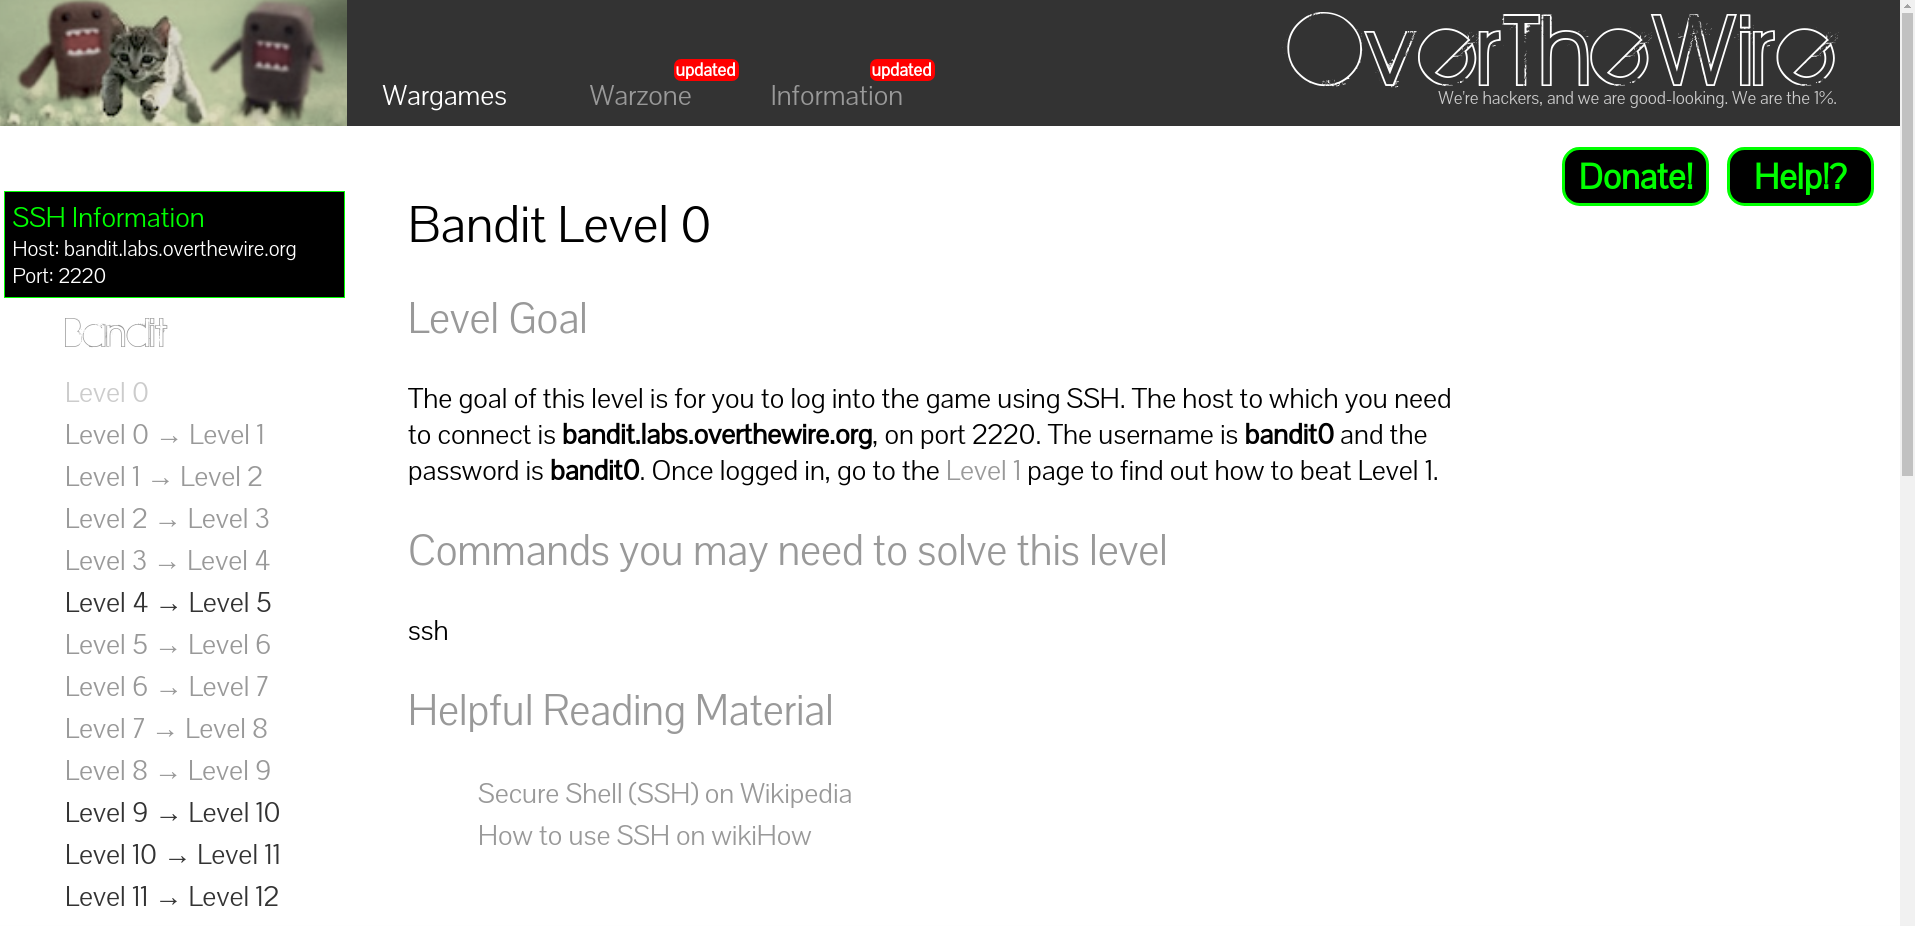 OverTheWire
We're hackers, and we are good-looking. We are the 1%.
Wargames
Warzone updated
Information updated
Donate!
Help!?
SSH Information
Host: bandit.labs.overthewire.org
Port: 2220
Bandit
Level 0
Level 0 → Level 1
Level 1 → Level 2
Level 2 → Level 3
Level 3 → Level 4
Level 4 → Level 5
Level 5 → Level 6
Level 6 → Level 7
Level 7 → Level 8
Level 8 → Level 9
Level 9 → Level 10
Level 10 → Level 11
Level 11 → Level 12
Bandit Level 0
Level Goal
The goal of this level is for you to log into the game using SSH. The host to which you need
to connect is bandit.labs.overthewire.org, on port 2220. The username is bandit0 and the
password is bandit0. Once logged in, go to the Level 1 page to find out how to beat Level 1.
Commands you may need to solve this level
ssh
Helpful Reading Material
Secure Shell (SSH) on Wikipedia
How to use SSH on wikiHow